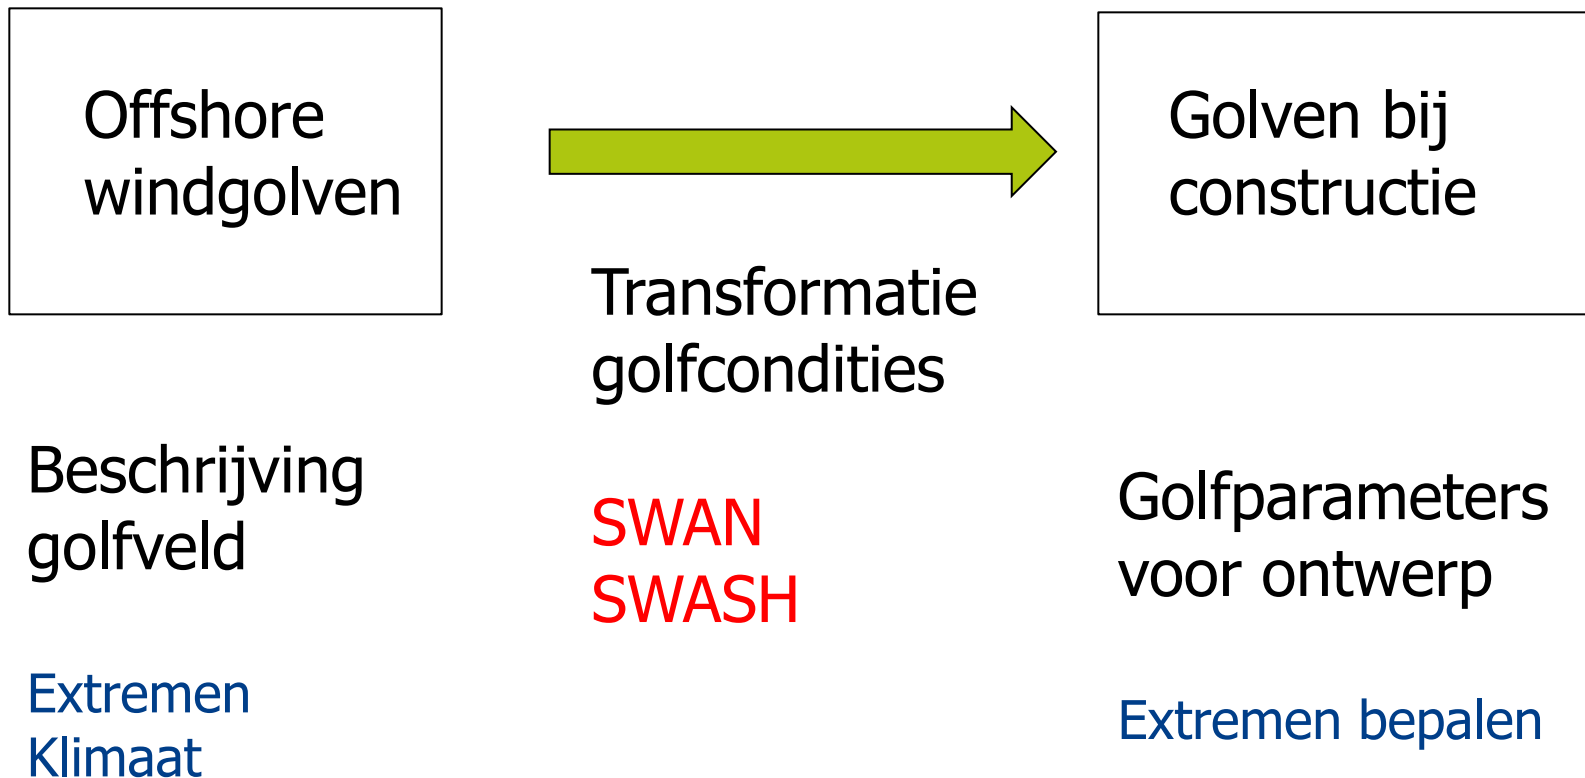 Offshore
windgolven
Transformatie
golfcondities
Golven bij
constructie
Beschrijving
golfveld
SWAN
SWASH
Golfparameters
voor ontwerp
Extremen
Klimaat
Extremen bepalen